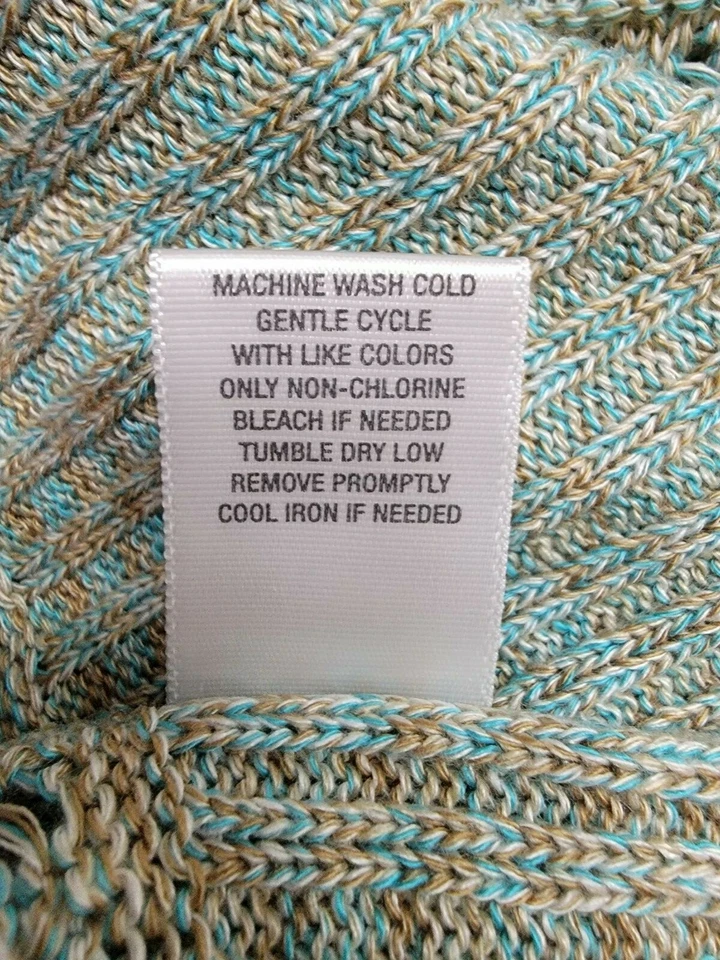 MACHINE WASH COLD
GENTLE CYCLE
WITH LIKE COLORS
ONLY NON-CHLORINE
BLEACH IF NEEDED
TUMBLE DRY LOW
REMOVE PROMPTLY
COOL IRON IF NEEDED